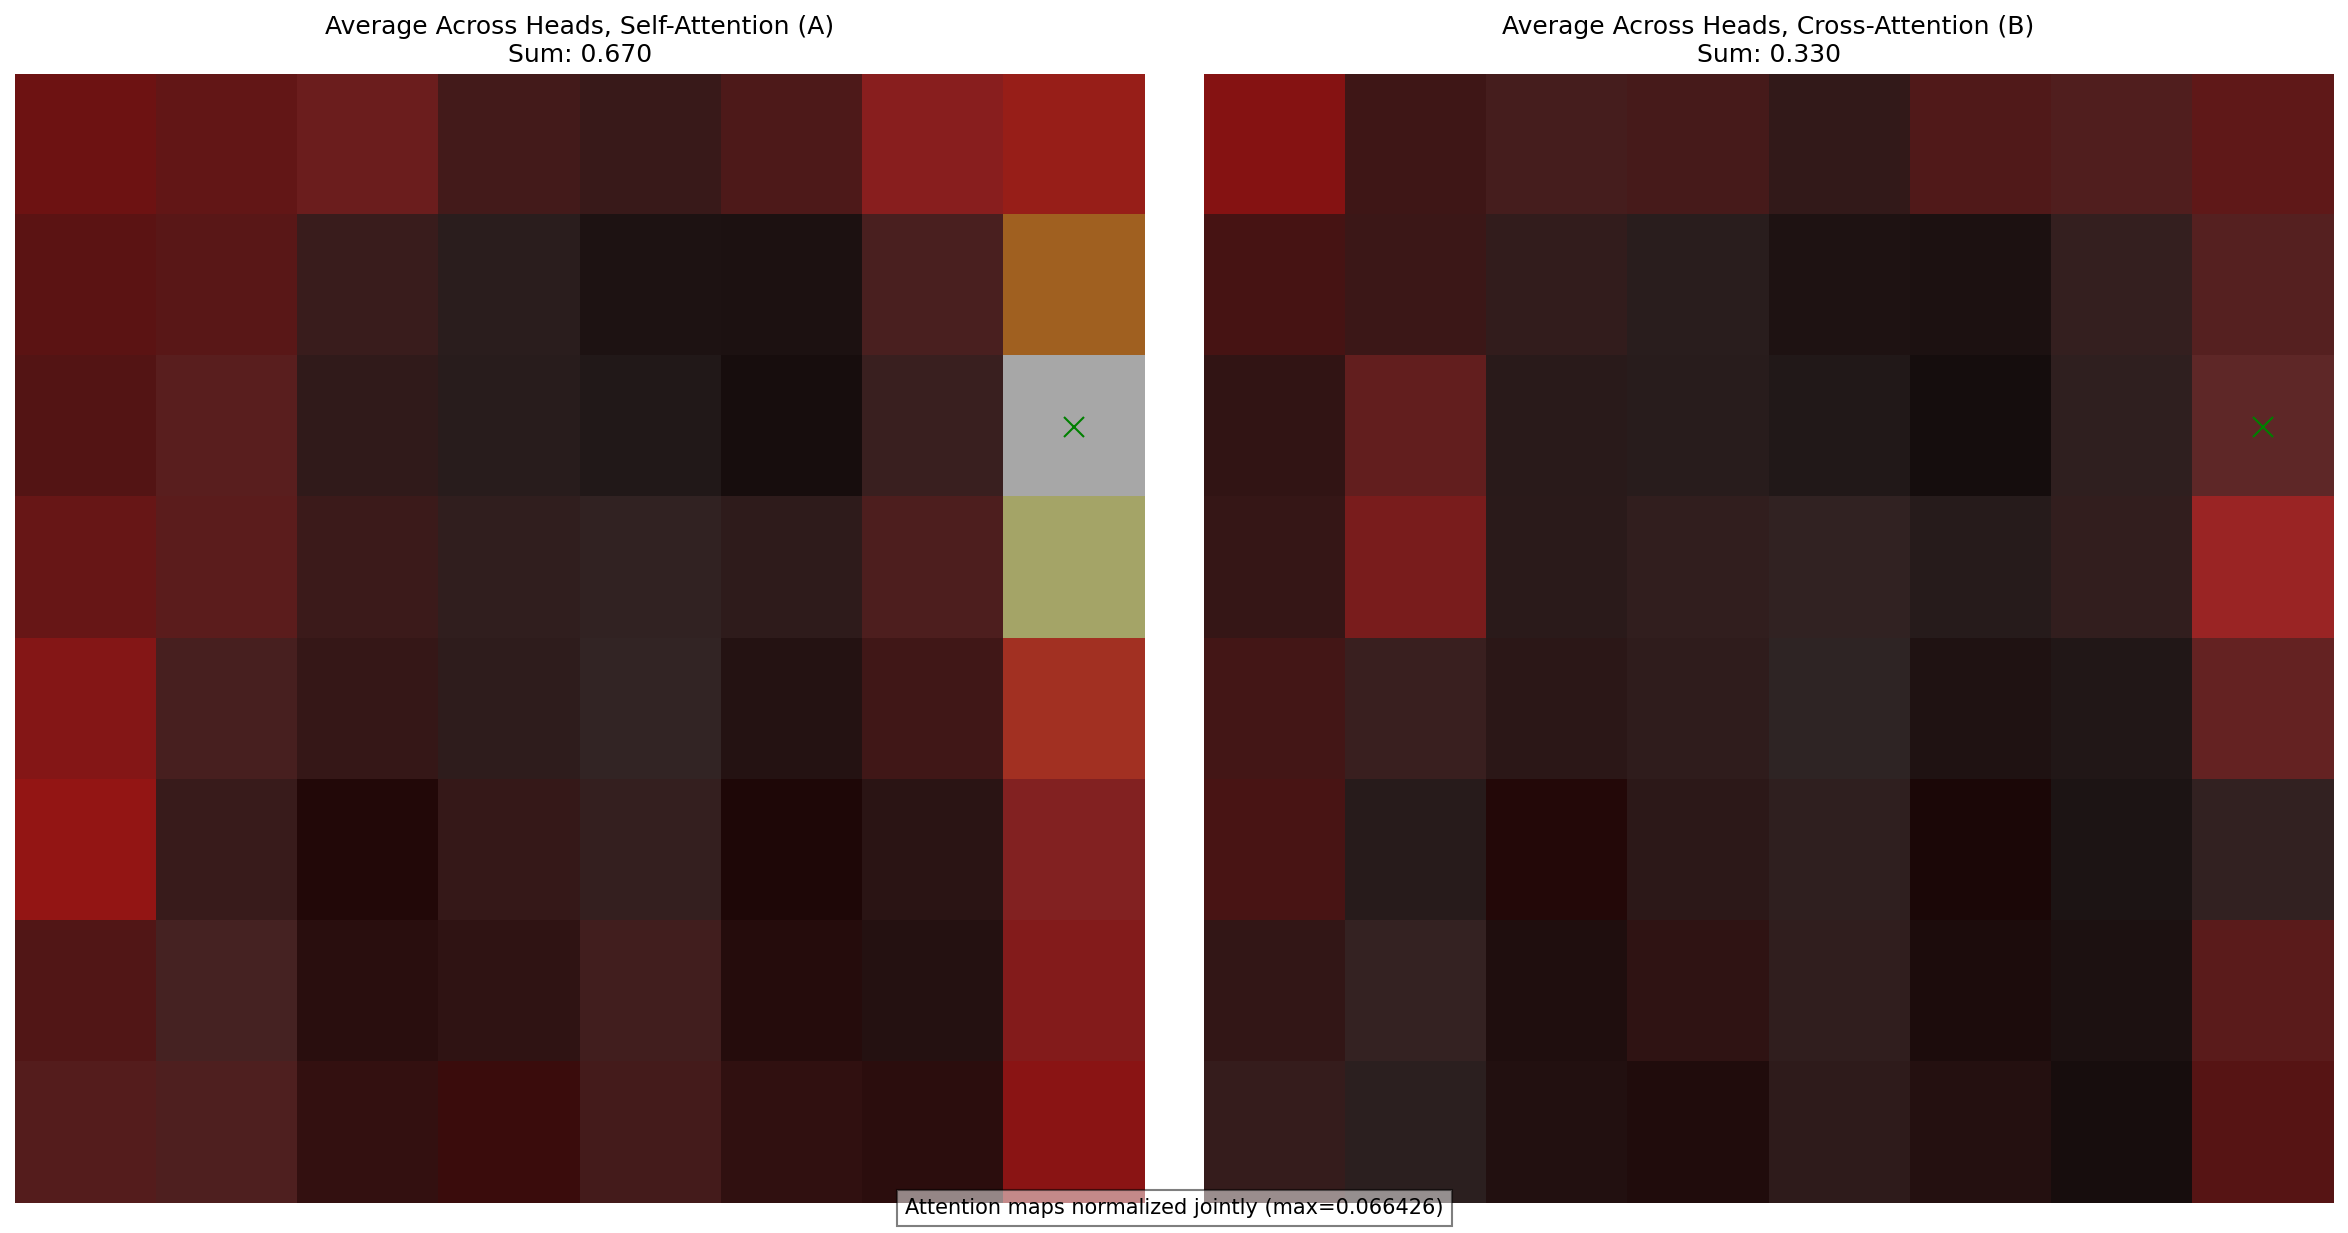 Average Across Heads, Self-Attention (A)
Sum: 0.670
Average Across Heads, Cross-Attention (B)
Sum: 0.330
Attention maps normalized jointly (max=0.066426)